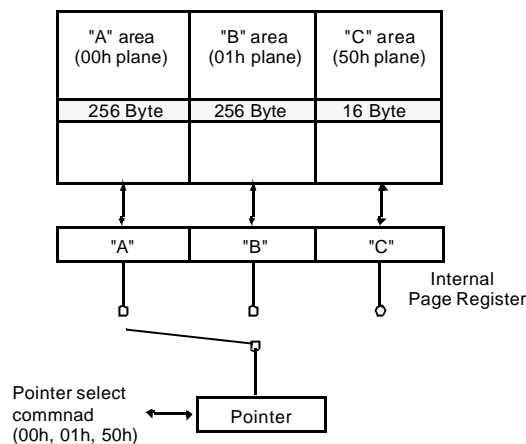 "A" area
(00h plane)
"B" area
(01h plane)
"C" area
(50h plane)
256 Byte
256 Byte
16 Byte
"A"
"B"
"C"
Internal
Page Register
Pointer select
commnad
(00h, 01h, 50h)
Pointer